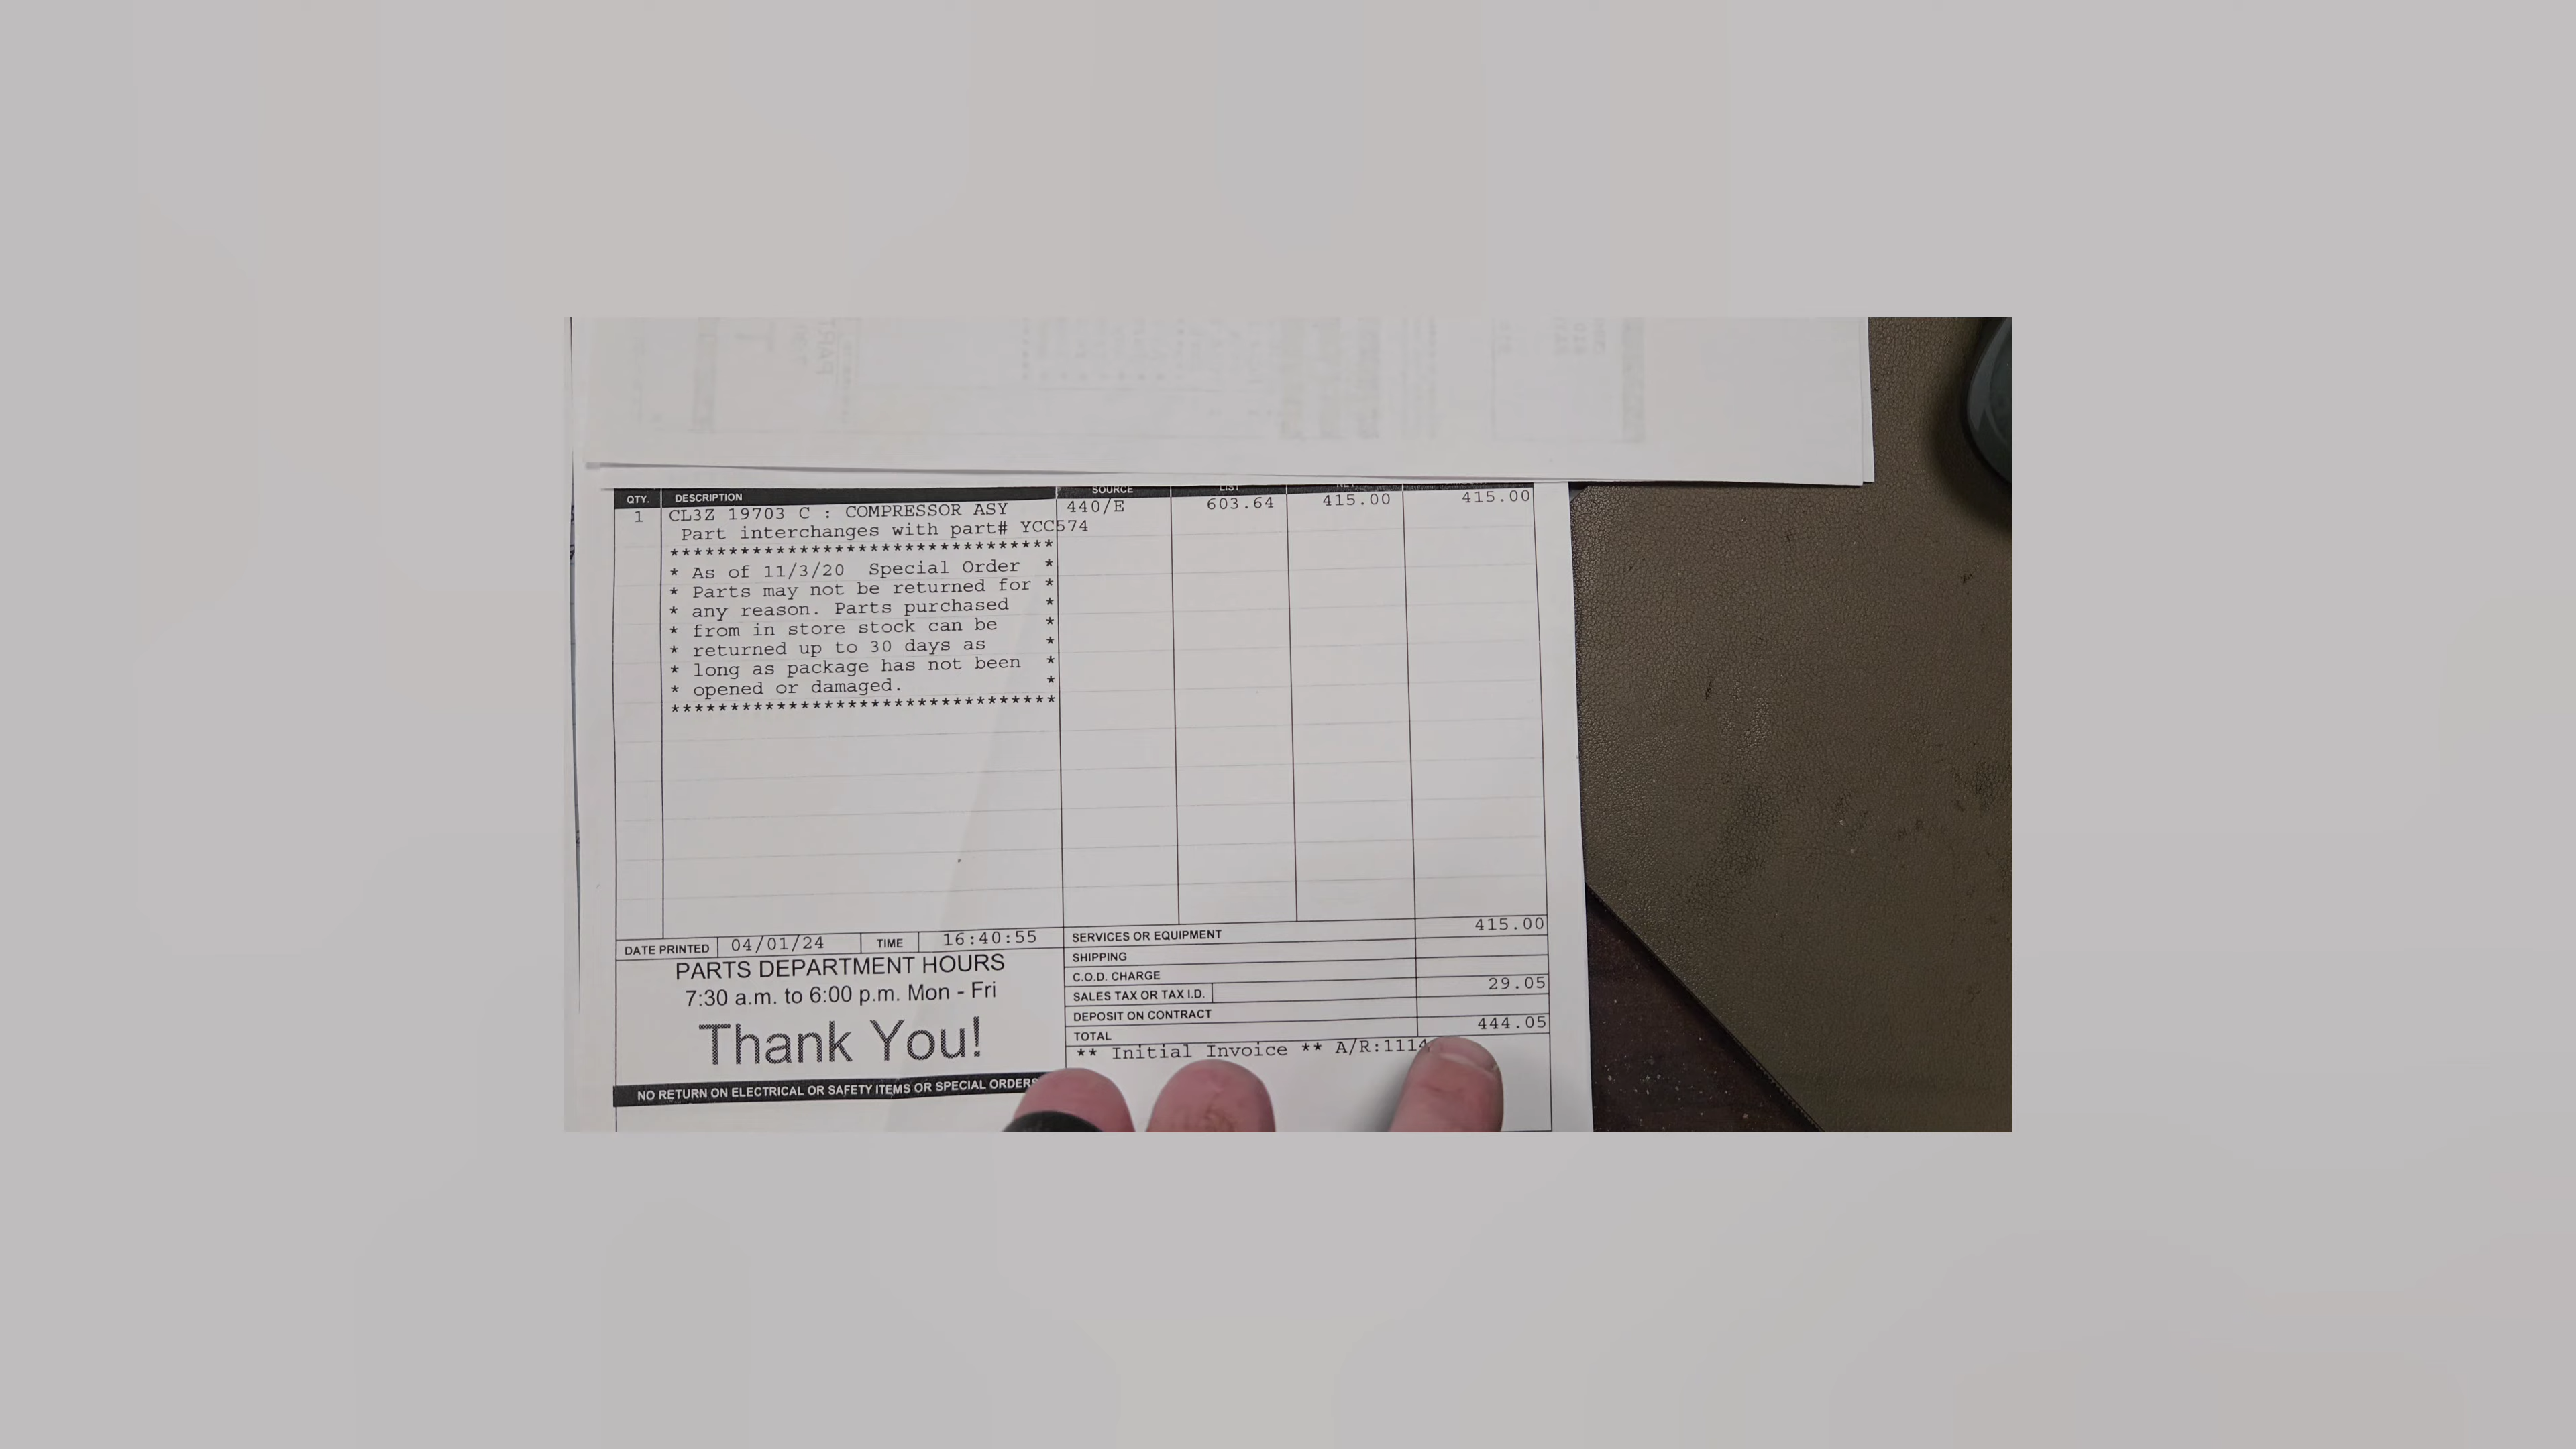 QTY. DESCRIPTION SOURCE LIST NET
1 CL3Z 19703 C : COMPRESSOR ASY 440/E 603.64 415.00 415.00
Part interchanges with part# YCC574
*********************************
* As of 11/3/20 Special Order *
* Parts may not be returned for *
* any reason. Parts purchased *
* from in store stock can be *
* returned up to 30 days as *
* long as package has not been *
* opened or damaged. *
*********************************
DATE PRINTED 04/01/24 TIME 16:40:55
PARTS DEPARTMENT HOURS
7:30 a.m. to 6:00 p.m. Mon - Fri
Thank You!
NO RETURN ON ELECTRICAL OR SAFETY ITEMS OR SPECIAL ORDERS
SERVICES OR EQUIPMENT 415.00
SHIPPING
C.O.D. CHARGE
SALES TAX OR TAX I.D. 29.05
DEPOSIT ON CONTRACT
TOTAL 444.05
** Initial Invoice ** A/R:1114